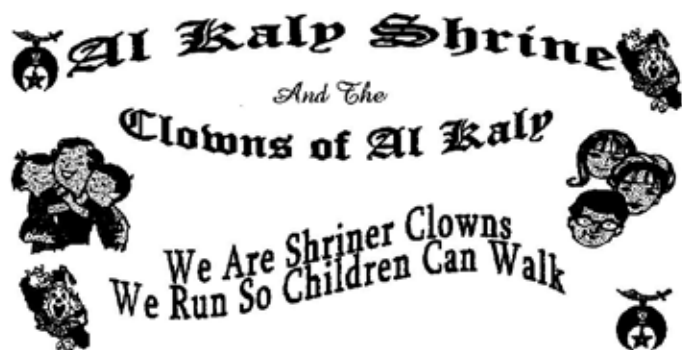 Al Kaly Shrine
And The
Clowns of Al Kaly
We Are Shriner Clowns
We Run So Children Can Walk